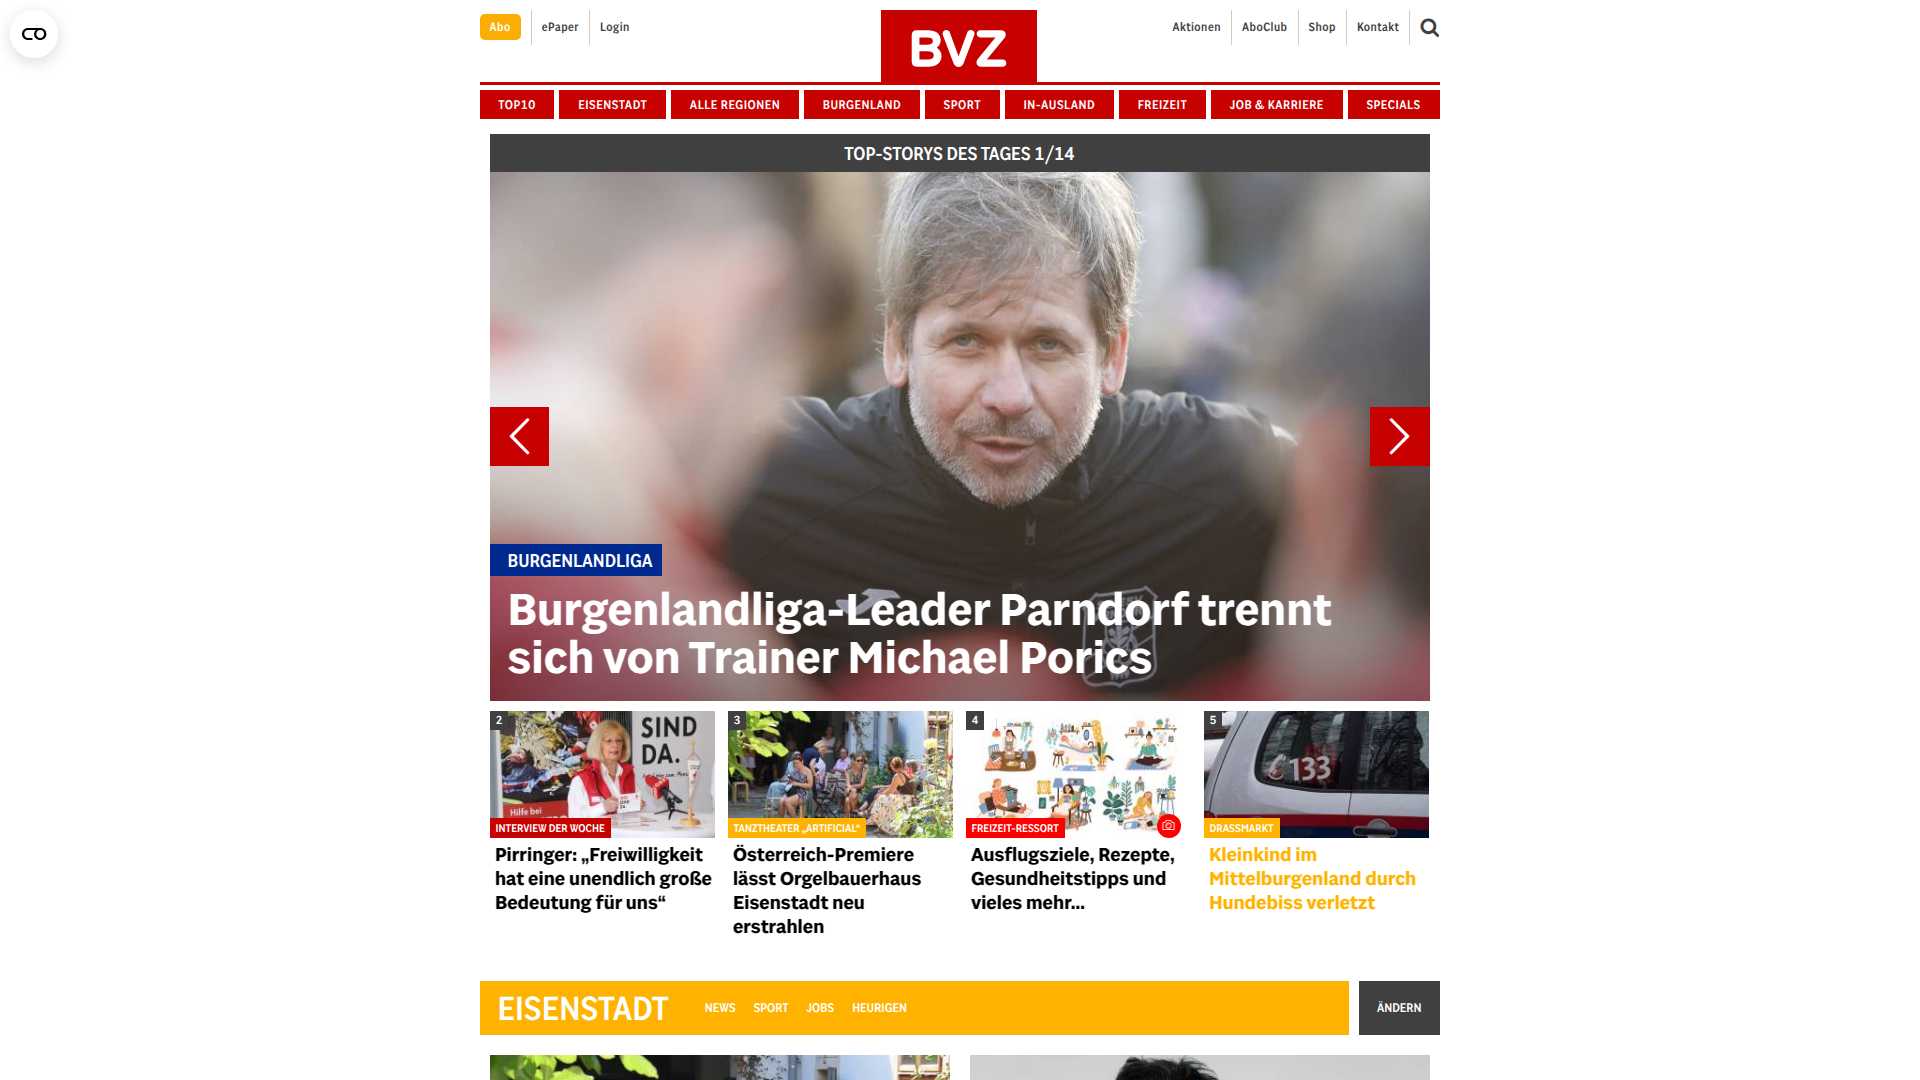 Abo
ePaper
Login
BVZ
Aktionen
AboClub
Shop
Kontakt
TOP10
EISENSTADT
ALLE REGIONEN
BURGENLAND
SPORT
IN-AUSLAND
FREIZEIT
JOB & KARRIERE
SPECIALS
TOP-STORYS DES TAGES 1/14
BURGENLANDLIGA
Burgenlandliga-Leader Parndorf trennt
sich von Trainer Michael Porics
2
SIND
DA.
Hilfe bei
INTERVIEW DER WOCHE
Pirringer: „Freiwilligkeit
hat eine unendlich große
Bedeutung für uns“
3
TANZTHEATER „ARTIFICIAL“
Österreich-Premiere
lässt Orgelbauerhaus
Eisenstadt neu
erstrahlen
4
FREIZEIT-RESSORT
Ausflugsziele, Rezepte,
Gesundheitstipps und
vieles mehr...
5
133
DRASSMARKT
Kleinkind im
Mittelburgenland durch
Hundebiss verletzt
EISENSTADT
NEWS
SPORT
JOBS
HEURIGEN
ÄNDERN